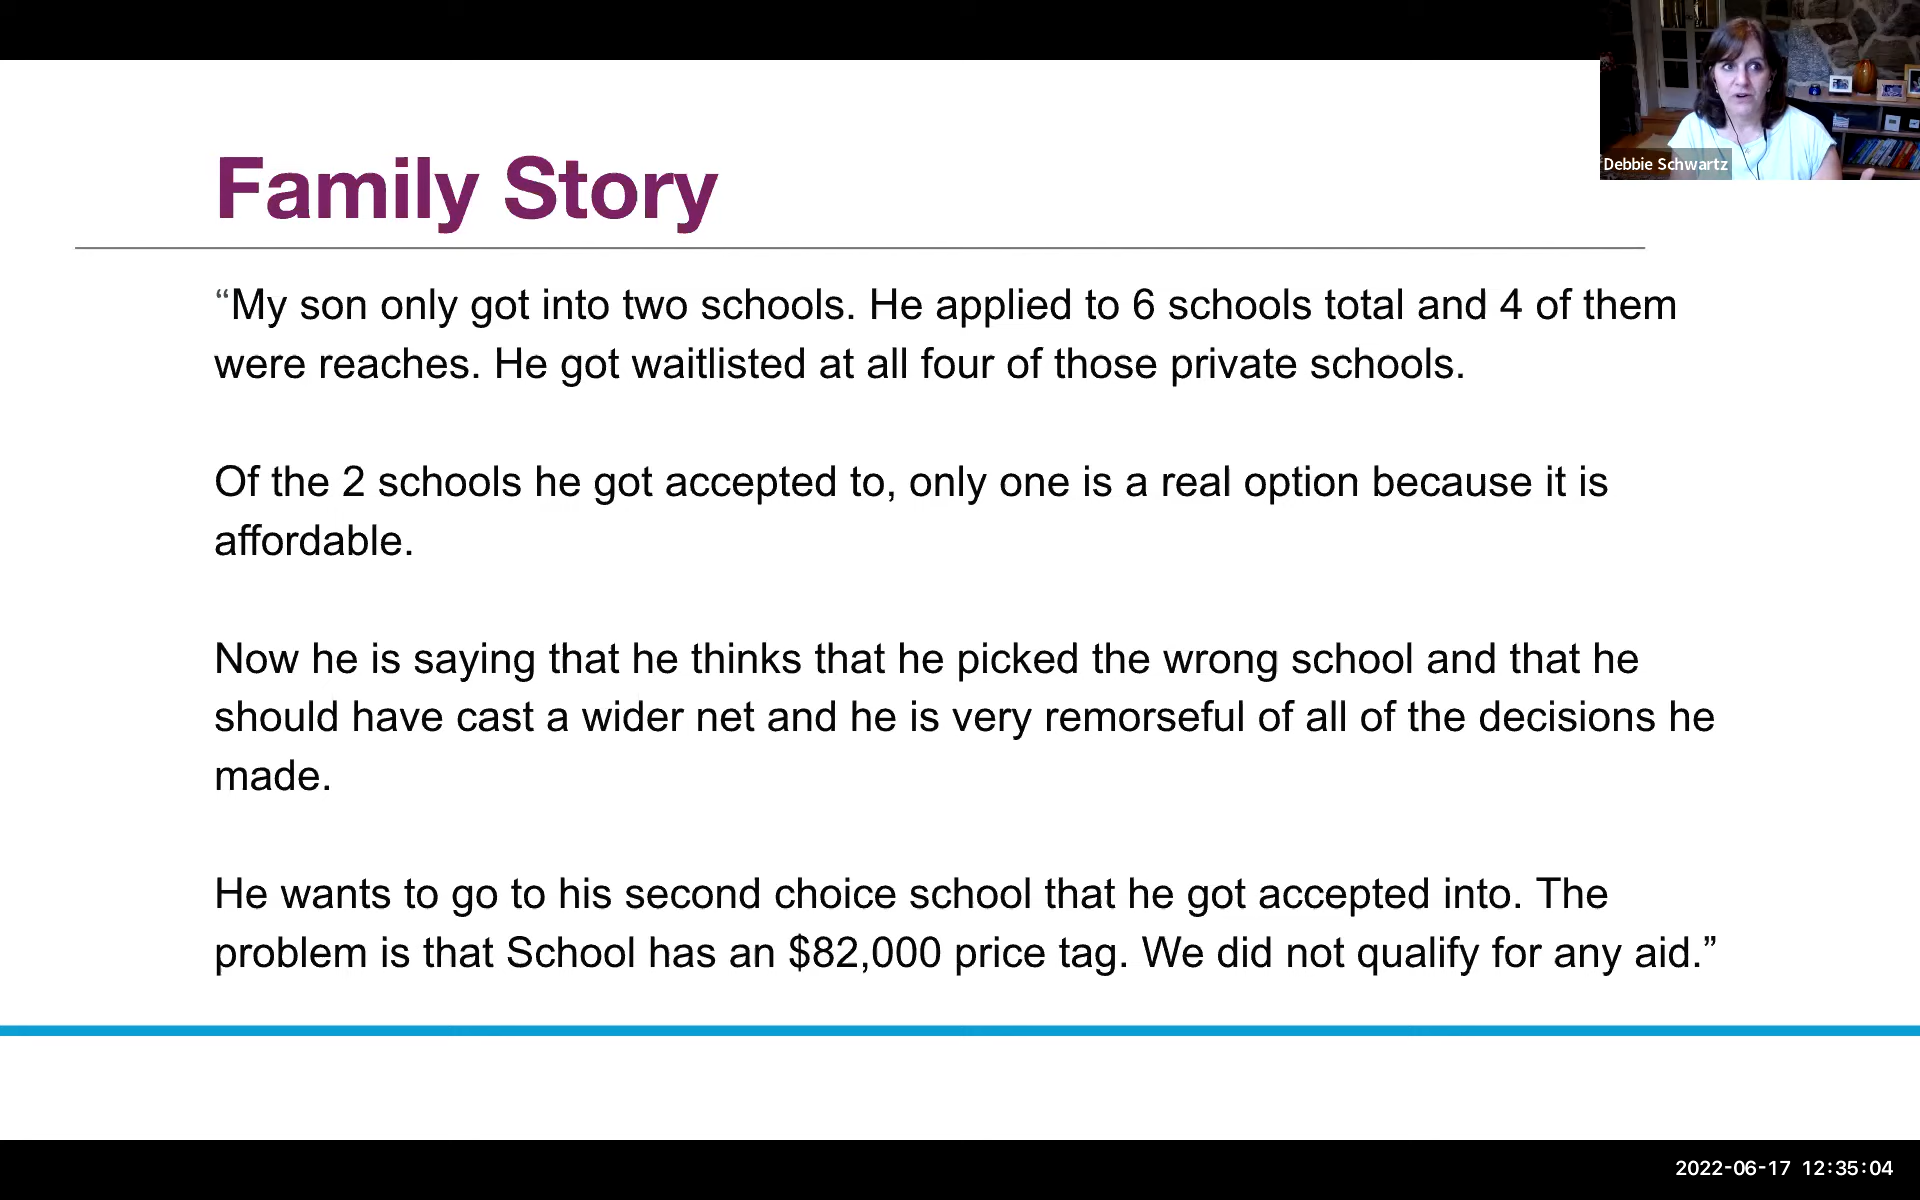 Debbie Schwartz
Family Story
“My son only got into two schools. He applied to 6 schools total and 4 of them
were reaches. He got waitlisted at all four of those private schools.
Of the 2 schools he got accepted to, only one is a real option because it is
affordable.
Now he is saying that he thinks that he picked the wrong school and that he
should have cast a wider net and he is very remorseful of all of the decisions he
made.
He wants to go to his second choice school that he got accepted into. The
problem is that School has an $82,000 price tag. We did not qualify for any aid.”
2022-06-17 12:35:04